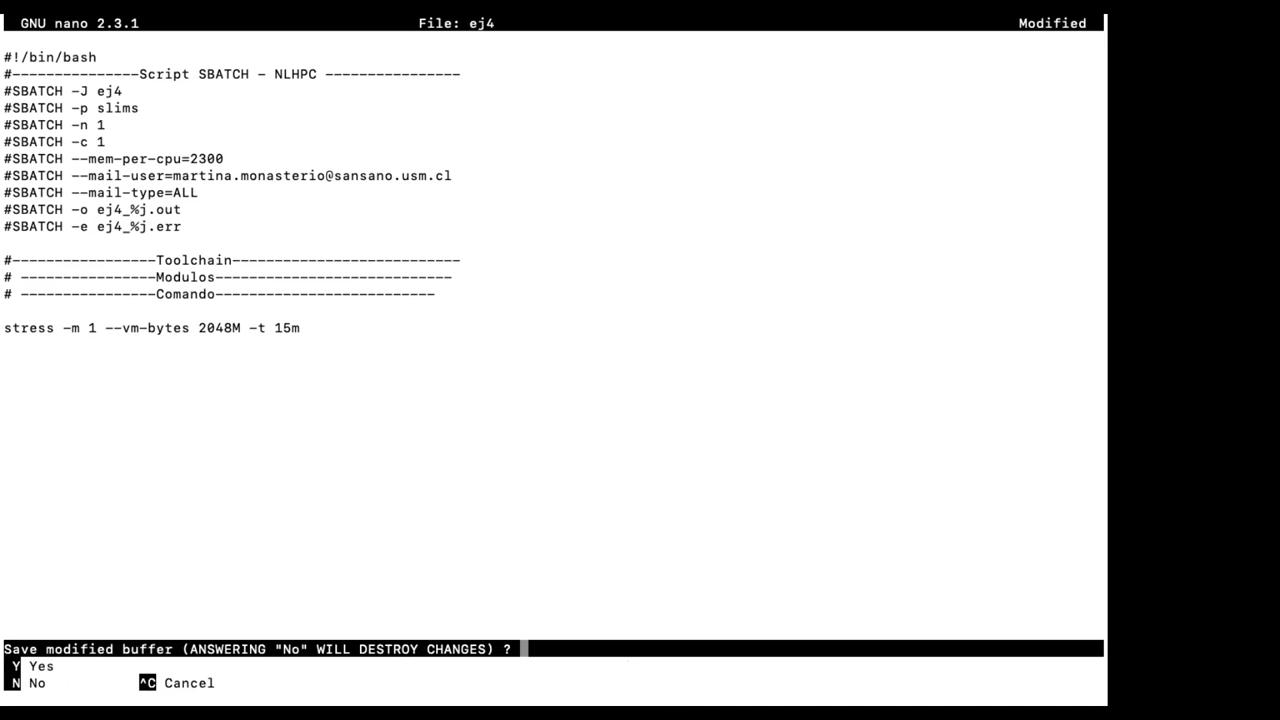 GNU nano 2.3.1 File: ej4 Modified
#!/bin/bash
#---------------Script SBATCH - NLHPC ----------------
#SBATCH -J ej4
#SBATCH -p slims
#SBATCH -n 1
#SBATCH -c 1
#SBATCH --mem-per-cpu=2300
#SBATCH --mail-user=martina.monasterio@sansano.usm.cl
#SBATCH --mail-type=ALL
#SBATCH -o ej4_%j.out
#SBATCH -e ej4_%j.err
#-----------------Toolchain---------------------------
# ----------------Modulos----------------------------
# ----------------Comando--------------------------
stress -m 1 --vm-bytes 2048M -t 15m
Save modified buffer (ANSWERING "No" WILL DESTROY CHANGES) ?
Y Yes
N No ^C Cancel